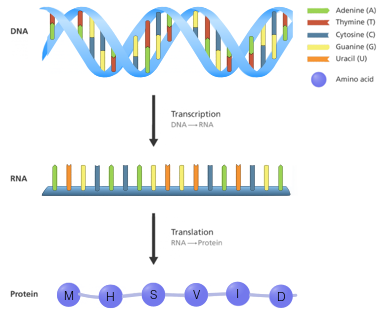 Adenine (A)
Thymine (T)
Cytosine (C)
Guanine (G)
Uracil (U)
Amino acid
DNA
Transcription
DNA → RNA
RNA
Translation
RNA → Protein
Protein
M H S V I D